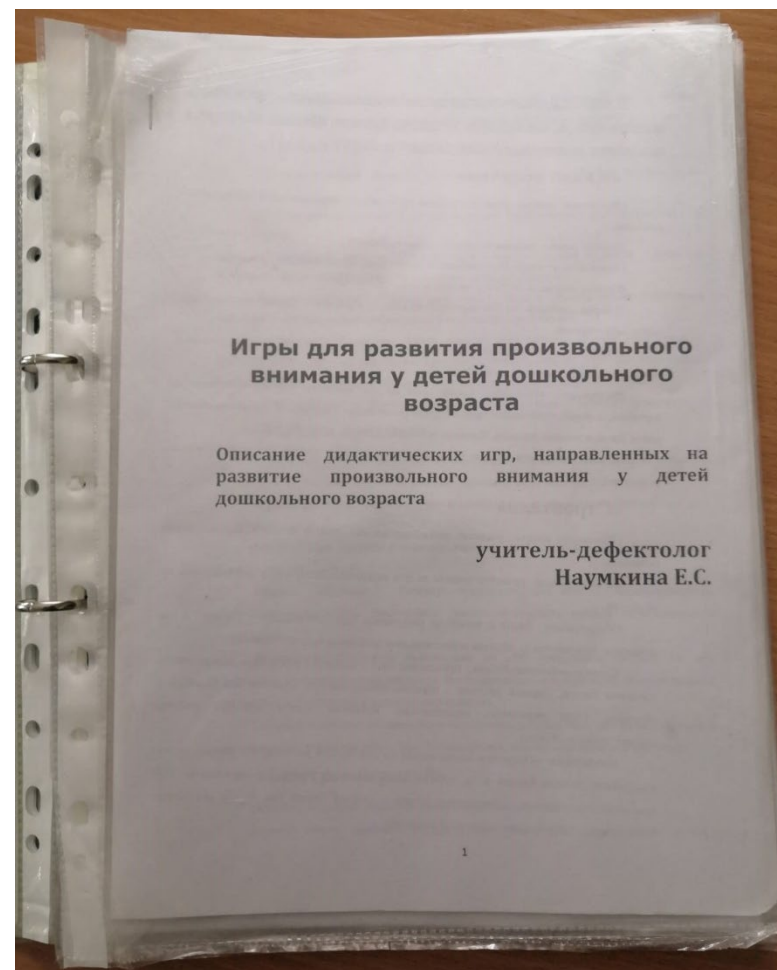 Игры для развития произвольного
внимания у детей дошкольного
возраста
Описание дидактических игр, направленных на
развитие произвольного внимания у детей
дошкольного возраста
учитель-дефектолог
Наумкина Е.С.
1